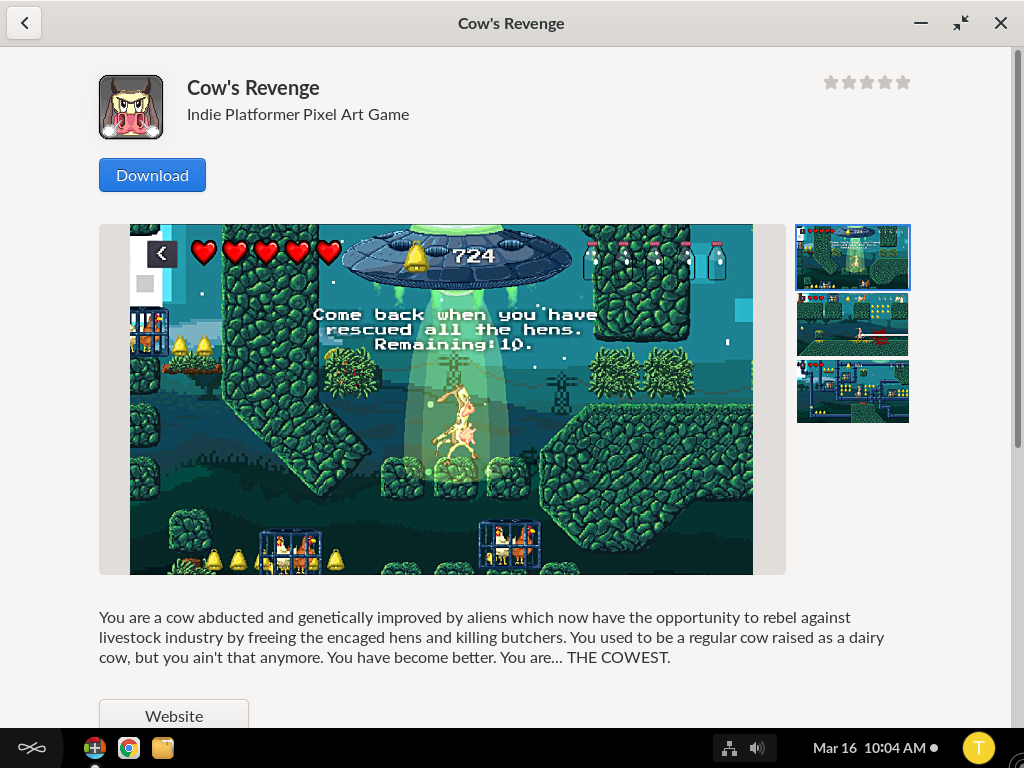 Cow's Revenge
Cow's Revenge
Indie Platformer Pixel Art Game
Download
724
Come back when you have
rescued all the hens.
Remaining:10.
You are a cow abducted and genetically improved by aliens which now have the opportunity to rebel against
livestock industry by freeing the encaged hens and killing butchers. You used to be a regular cow raised as a dairy
cow, but you ain't that anymore. You have become better. You are... THE COWEST.
Website
Mar 16 10:04 AM
T